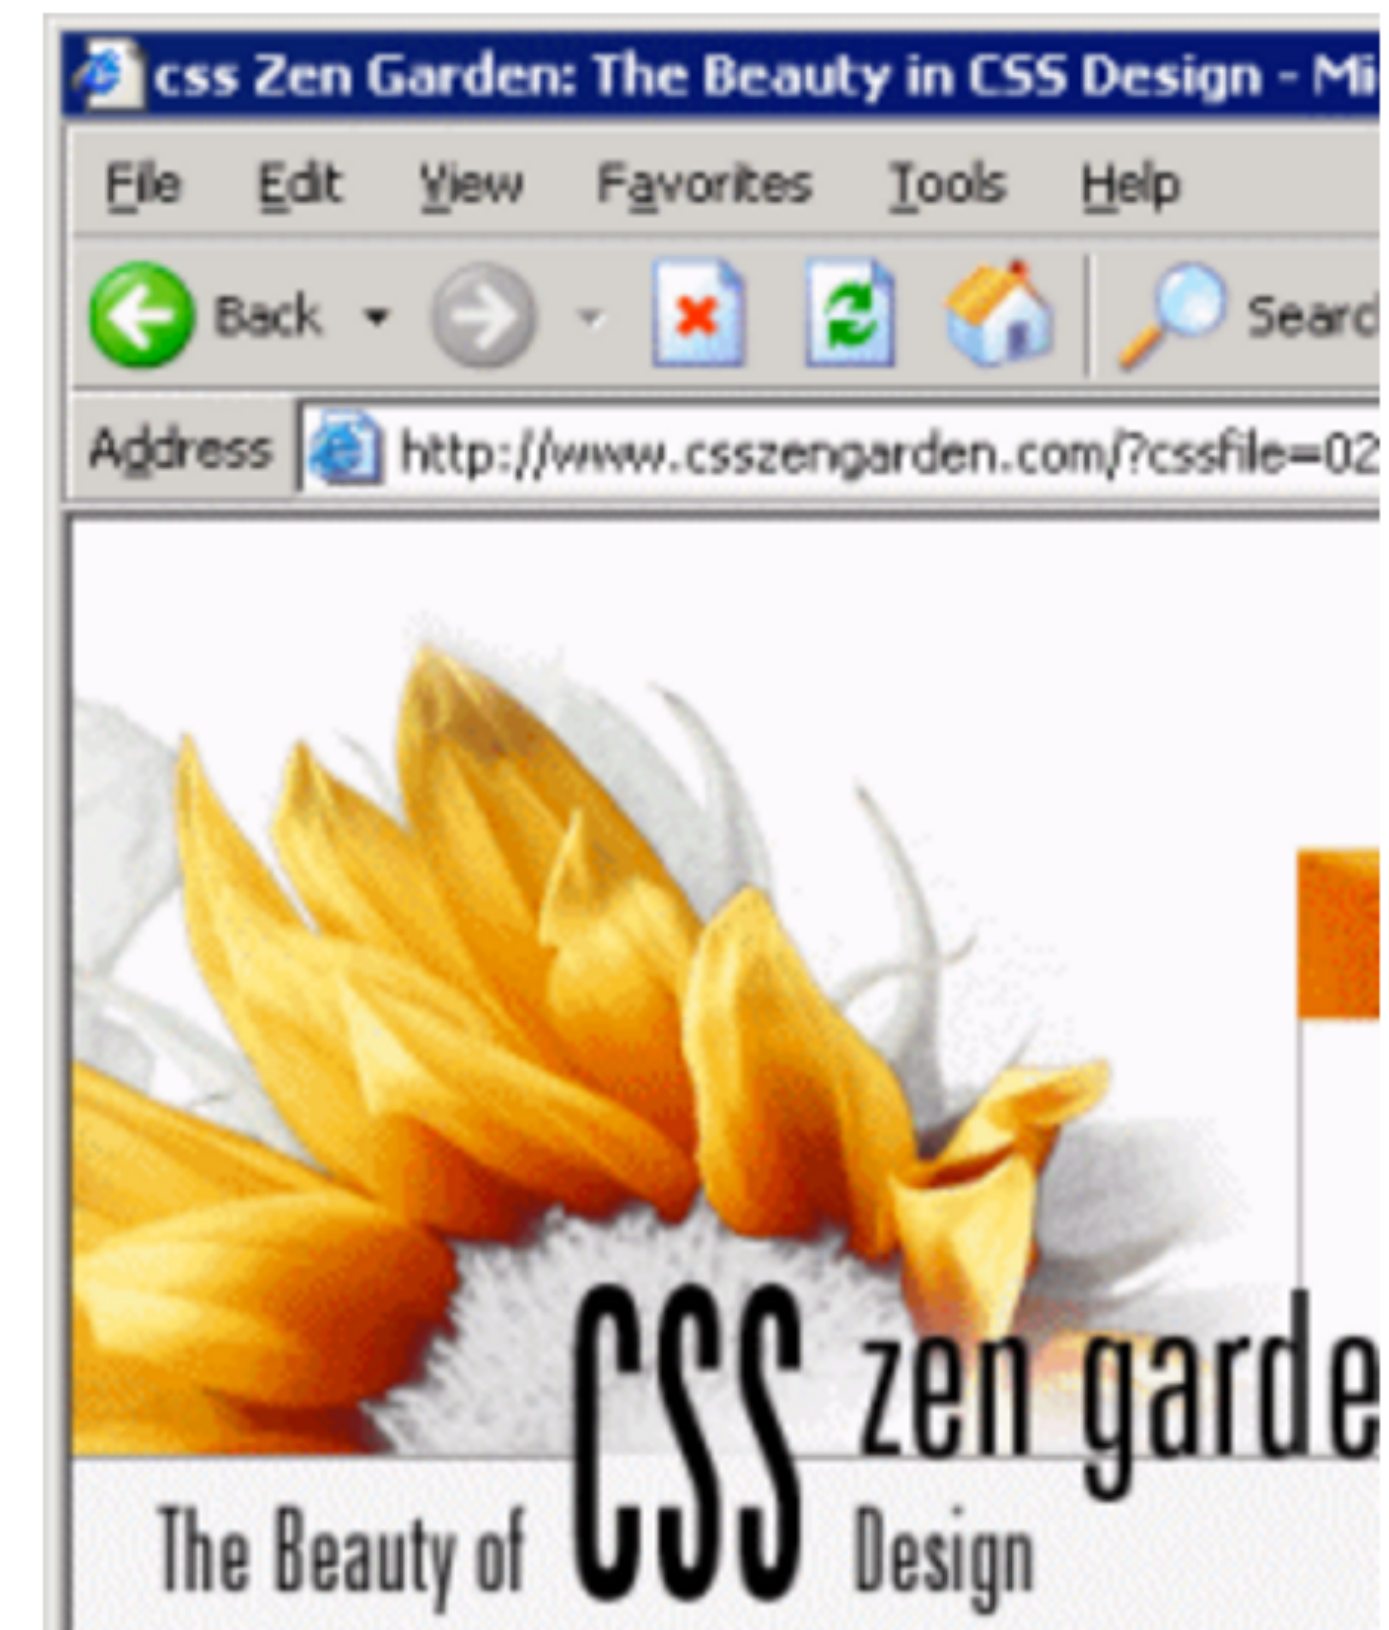 css Zen Garden: The Beauty in CSS Design - Mi
File Edit View Favorites Tools Help
Back Searc
Address http://www.csszengarden.com/?cssfile=02
css zen garde
The Beauty of Design